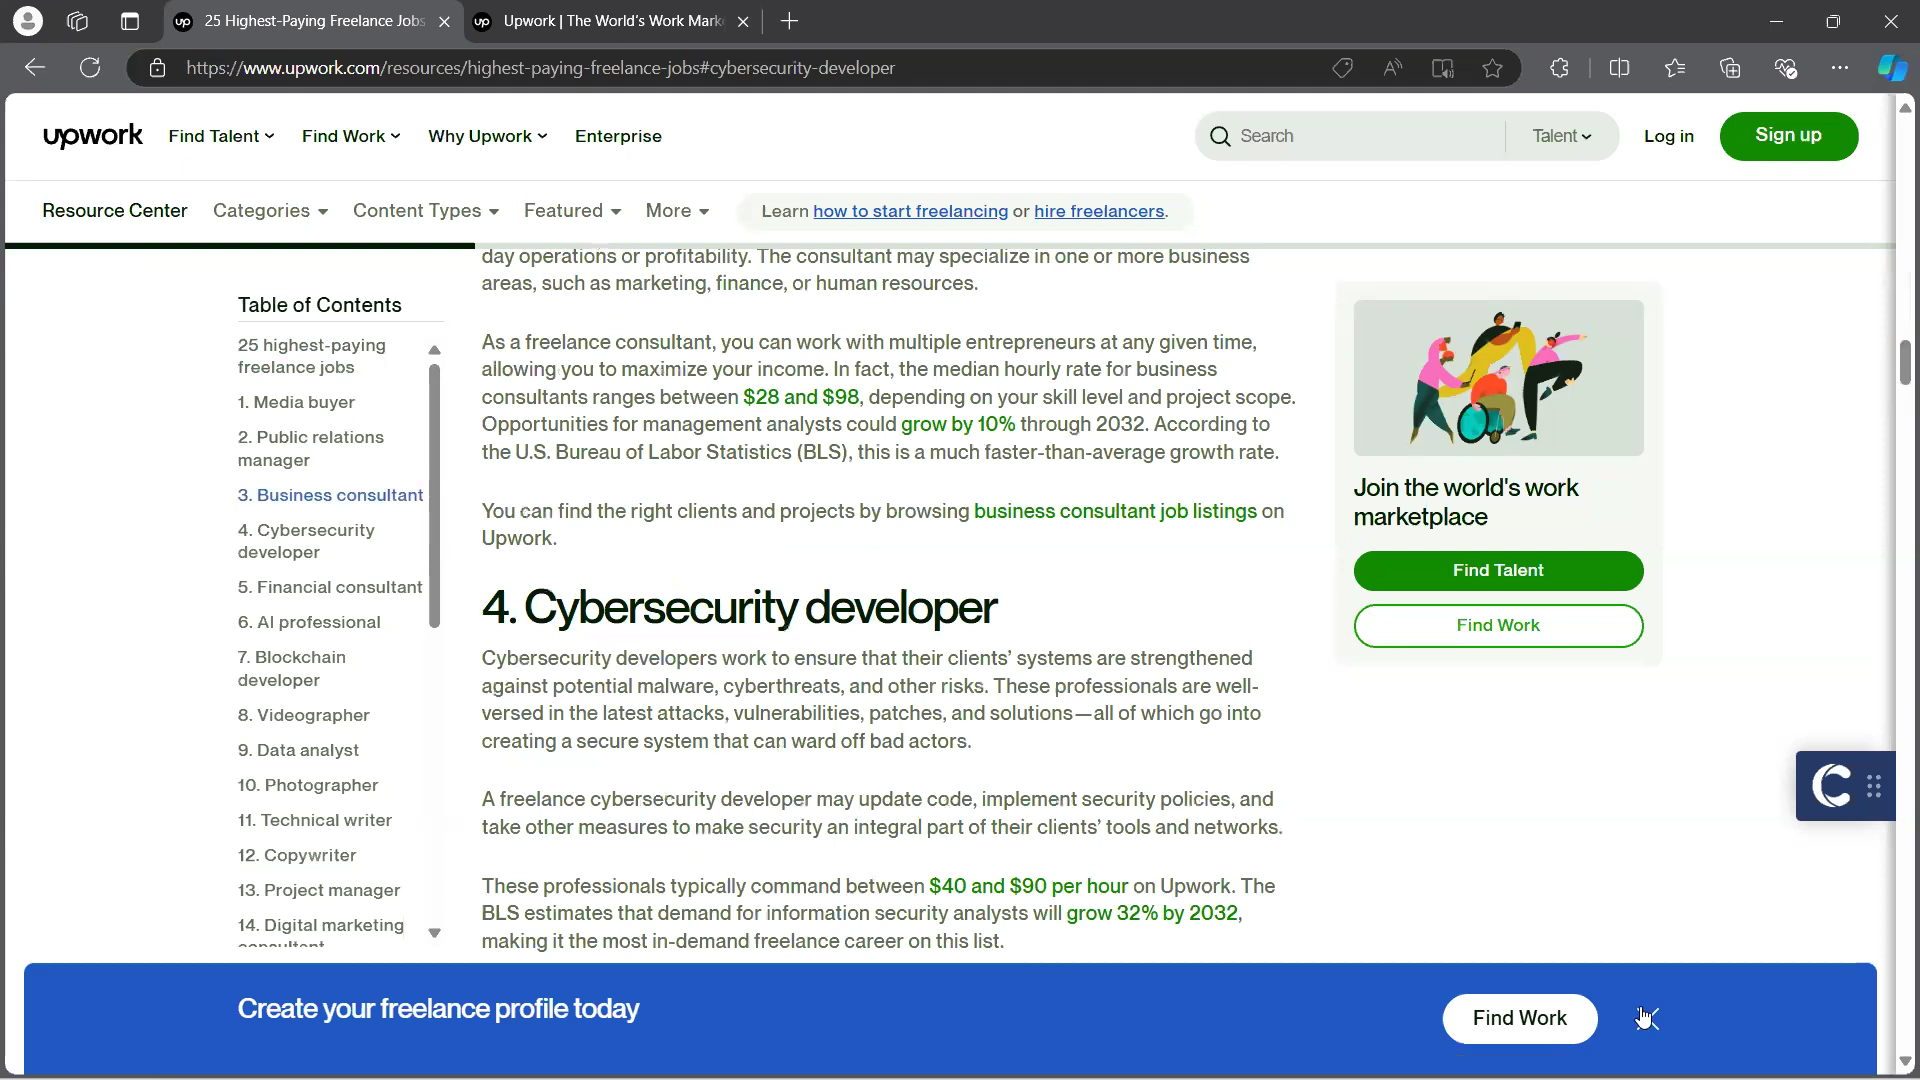 25 Highest-Paying Freelance Jobs
Upwork | The World's Work Mark
https://www.upwork.com/resources/highest-paying-freelance-jobs#cybersecurity-developer
upwork
Find Talent
Find Work
Why Upwork
Enterprise
Search
Talent
Log in
Sign up
Resource Center
Categories
Content Types
Featured
More
Learn how to start freelancing or hire freelancers.
Table of Contents
25 highest-paying
freelance jobs
1. Media buyer
2. Public relations
manager
3. Business consultant
4. Cybersecurity
developer
5. Financial consultant
6. AI professional
7. Blockchain
developer
8. Videographer
9. Data analyst
10. Photographer
11. Technical writer
12. Copywriter
13. Project manager
14. Digital marketing
consultant
day operations or profitability. The consultant may specialize in one or more business
areas, such as marketing, finance, or human resources.
As a freelance consultant, you can work with multiple entrepreneurs at any given time,
allowing you to maximize your income. In fact, the median hourly rate for business
consultants ranges between $28 and $98, depending on your skill level and project scope.
Opportunities for management analysts could grow by 10% through 2032. According to
the U.S. Bureau of Labor Statistics (BLS), this is a much faster-than-average growth rate.
You can find the right clients and projects by browsing business consultant job listings on
Upwork.
4. Cybersecurity developer
Cybersecurity developers work to ensure that their clients' systems are strengthened
against potential malware, cyberthreats, and other risks. These professionals are well-
versed in the latest attacks, vulnerabilities, patches, and solutions—all of which go into
creating a secure system that can ward off bad actors.
A freelance cybersecurity developer may update code, implement security policies, and
take other measures to make security an integral part of their clients' tools and networks.
These professionals typically command between $40 and $90 per hour on Upwork. The
BLS estimates that demand for information security analysts will grow 32% by 2032,
making it the most in-demand freelance career on this list.
Join the world's work
marketplace
Find Talent
Find Work
Create your freelance profile today
Find Work